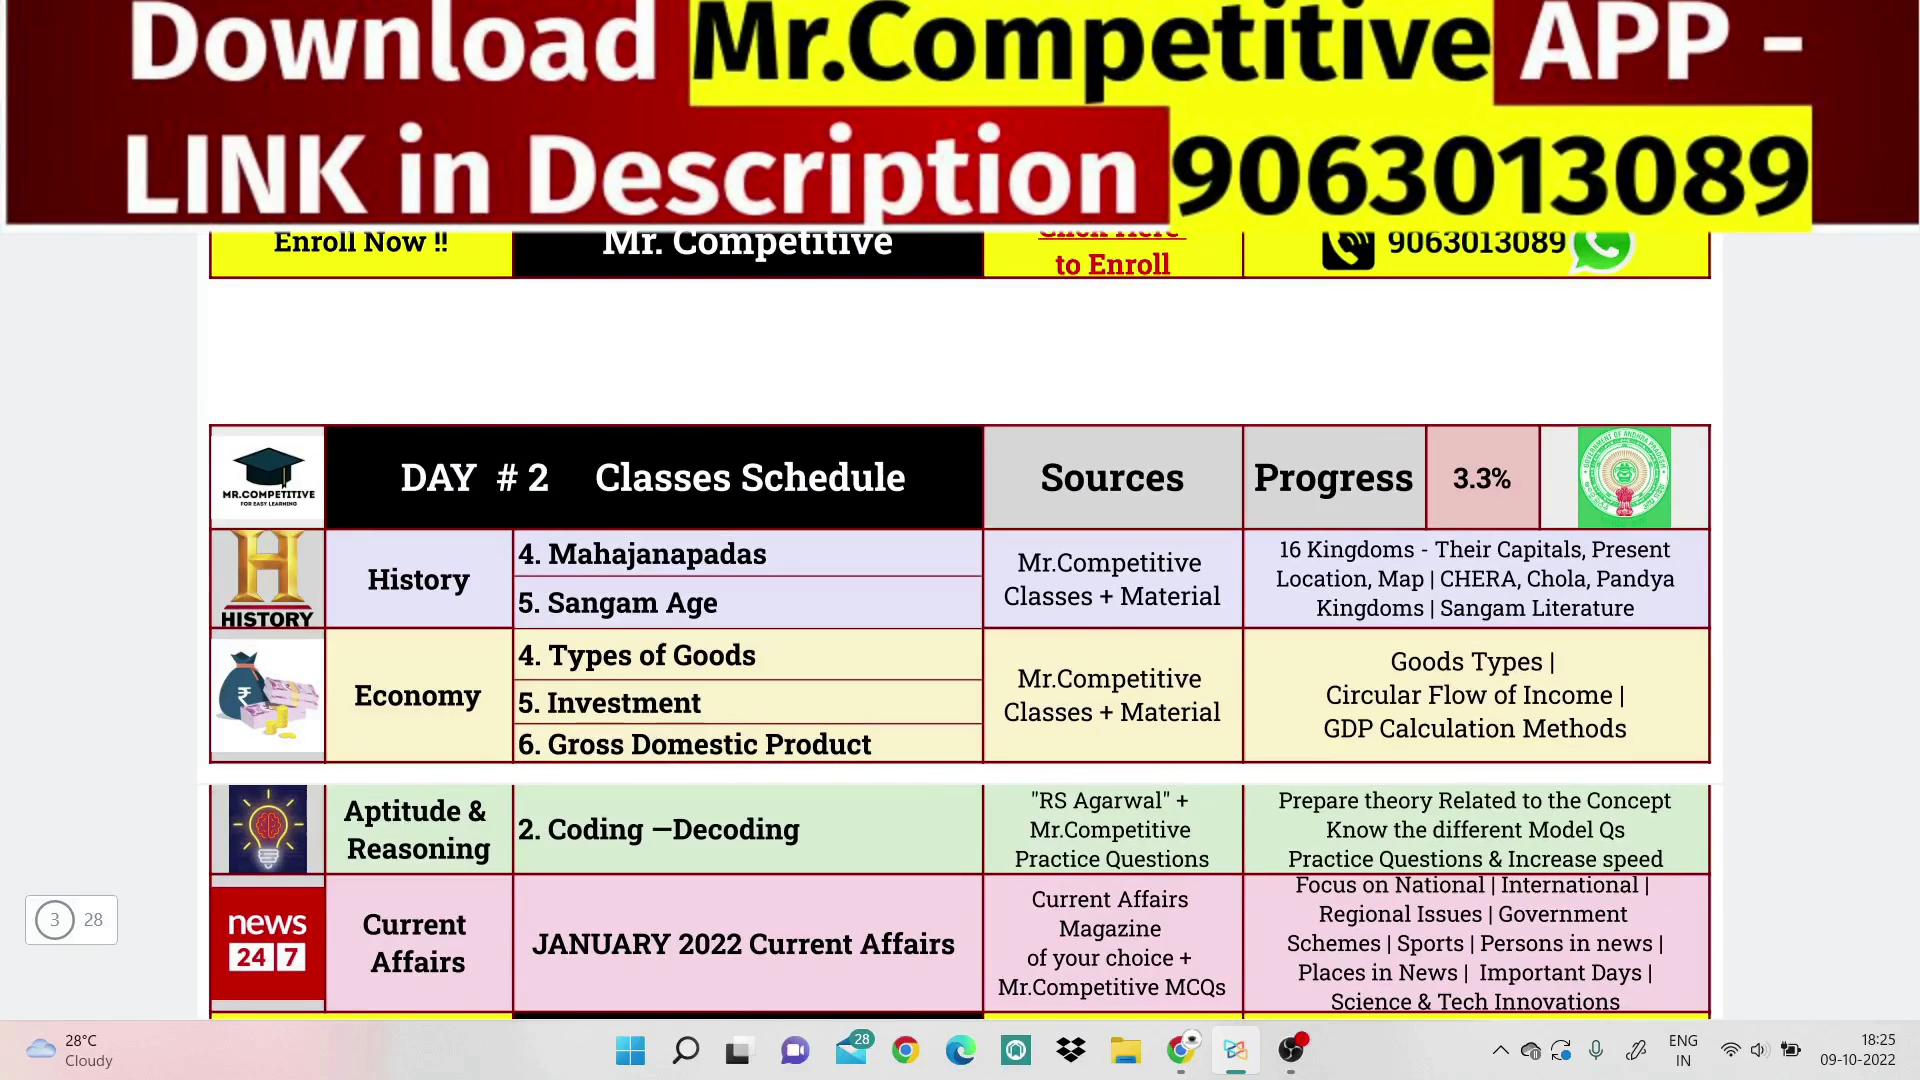 Download Mr.Competitive APP -
LINK in Description 9063013089
Enroll Now !!
Mr. Competitive
to Enroll
9063013089
MR.COMPETITIVE
FOR EASY LEARNING
DAY # 2 Classes Schedule
Sources
Progress
3.3%
HISTORY
History
4. Mahajanapadas
5. Sangam Age
Mr.Competitive
Classes + Material
16 Kingdoms - Their Capitals, Present
Location, Map | CHERA, Chola, Pandya
Kingdoms | Sangam Literature
Economy
4. Types of Goods
5. Investment
6. Gross Domestic Product
Mr.Competitive
Classes + Material
Goods Types |
Circular Flow of Income |
GDP Calculation Methods
Aptitude &
Reasoning
2. Coding —Decoding
"RS Agarwal" +
Mr.Competitive
Practice Questions
Prepare theory Related to the Concept
Know the different Model Qs
Practice Questions & Increase speed
news
24 7
Current
Affairs
JANUARY 2022 Current Affairs
Current Affairs
Magazine
of your choice +
Mr.Competitive MCQs
Focus on National | International |
Regional Issues | Government
Schemes | Sports | Persons in news |
Places in News | Important Days |
Science & Tech Innovations
3 28
28°C
Cloudy
28
ENG
IN
18:25
09-10-2022